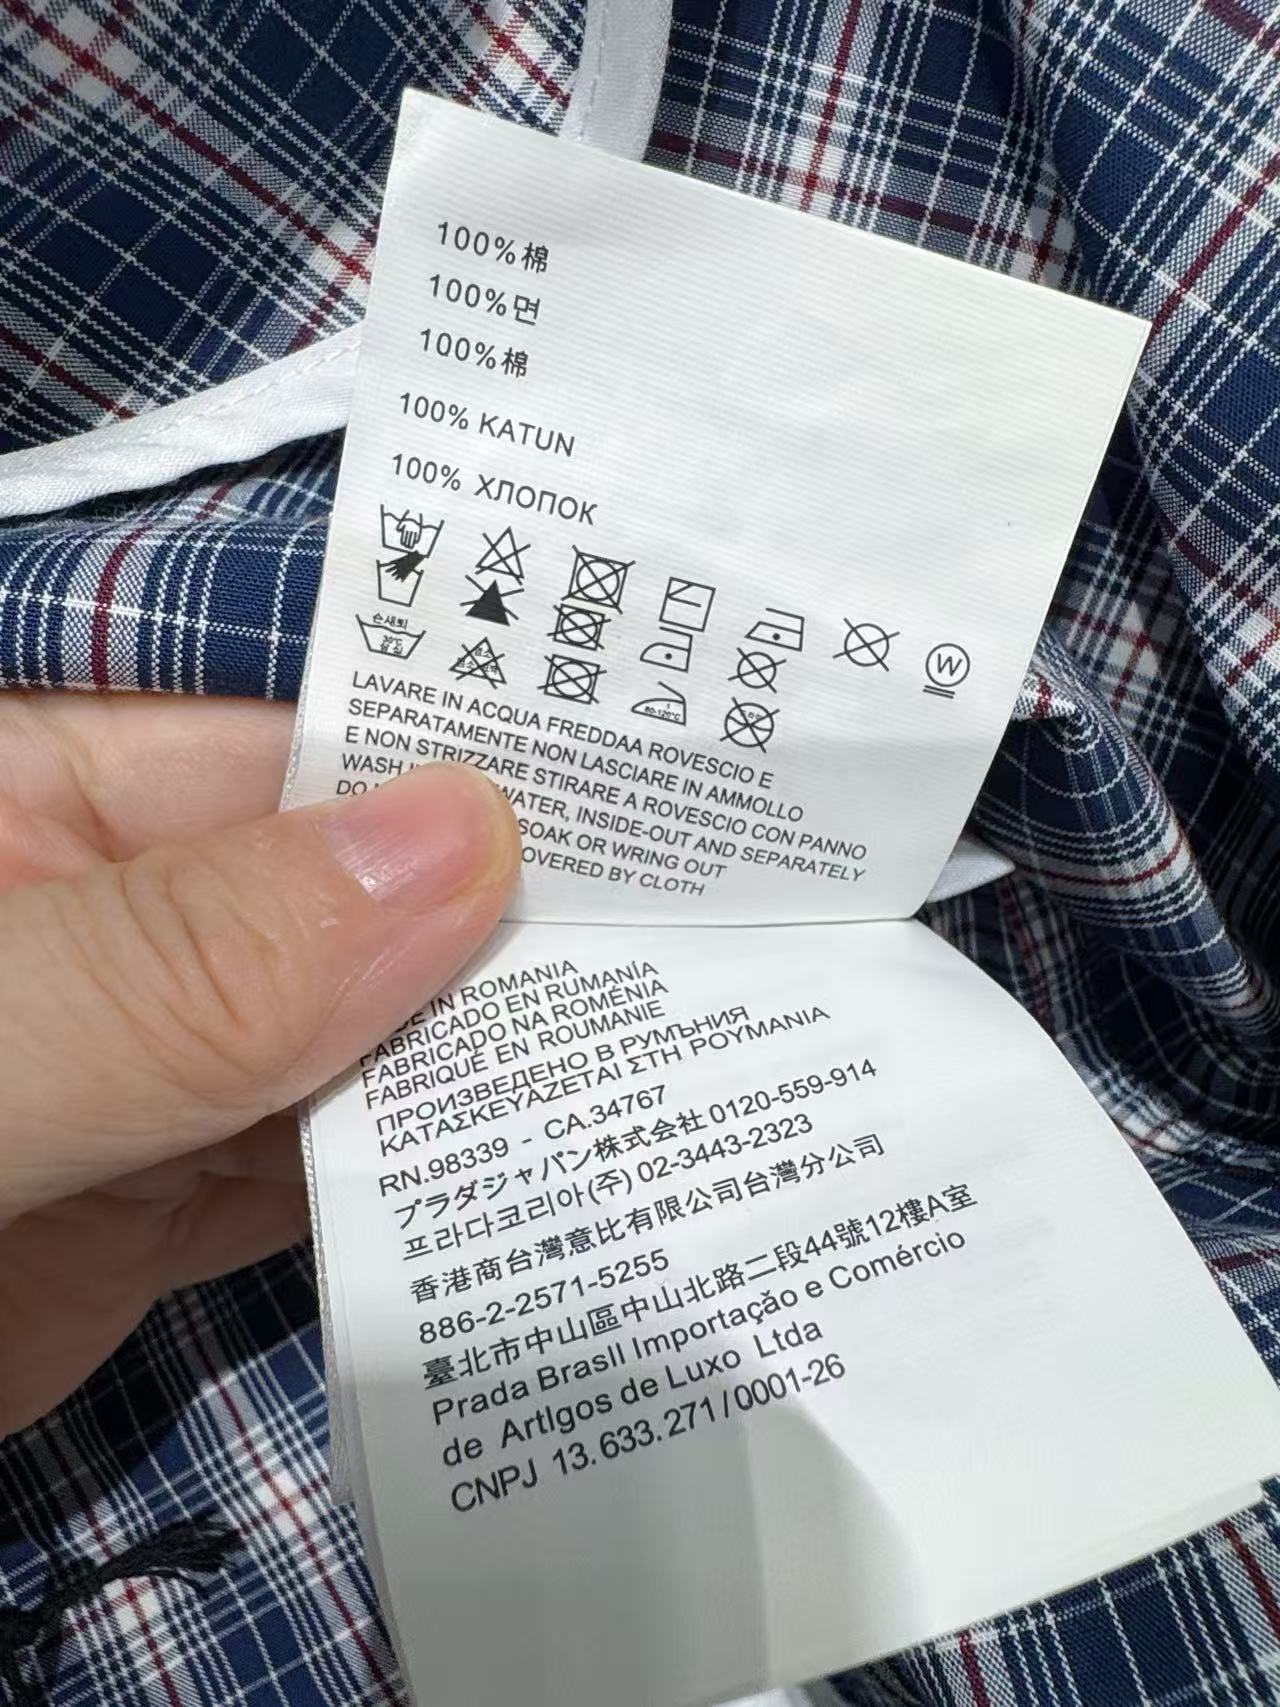 100%棉
100%면
100%棉
100% KATUN
100% ХЛОПОК
손세탁
30℃
W
80-120℃
LAVARE IN ACQUA FREDDAA ROVESCIO E
SEPARATAMENTE NON LASCIARE IN AMMOLLO
E NON STRIZZARE STIRARE A ROVESCIO CON PANNO
WASH WATER, INSIDE-OUT AND SEPARATELY
SOAK OR WRING OUT
OVERED BY CLOTH
IN ROMANIA
FABRICADO EN RUMANÍA
FABRICADO NA ROMÉNIA
FABRIQUÉ EN ROUMANIE
ПРОИЗВЕДЕНО В РУМЪНИЯ
ΚΑΤΑΣΚΕΥΑΖΕΤΑΙ ΣΤΗ ΡΟΥΜΑΝΙΑ
RN.98339 - CA.34767
プラダジャパン株式会社 0120-559-914
프라다코리아(주) 02-3443-2323
香港商台灣意比有限公司台灣分公司
886-2-2571-5255
臺北市中山區中山北路二段44號12樓A室
Prada BrasIl Importaçăo e Comércio
de ArtIgos de Luxo Ltda
CNPJ 13.633.271/0001-26